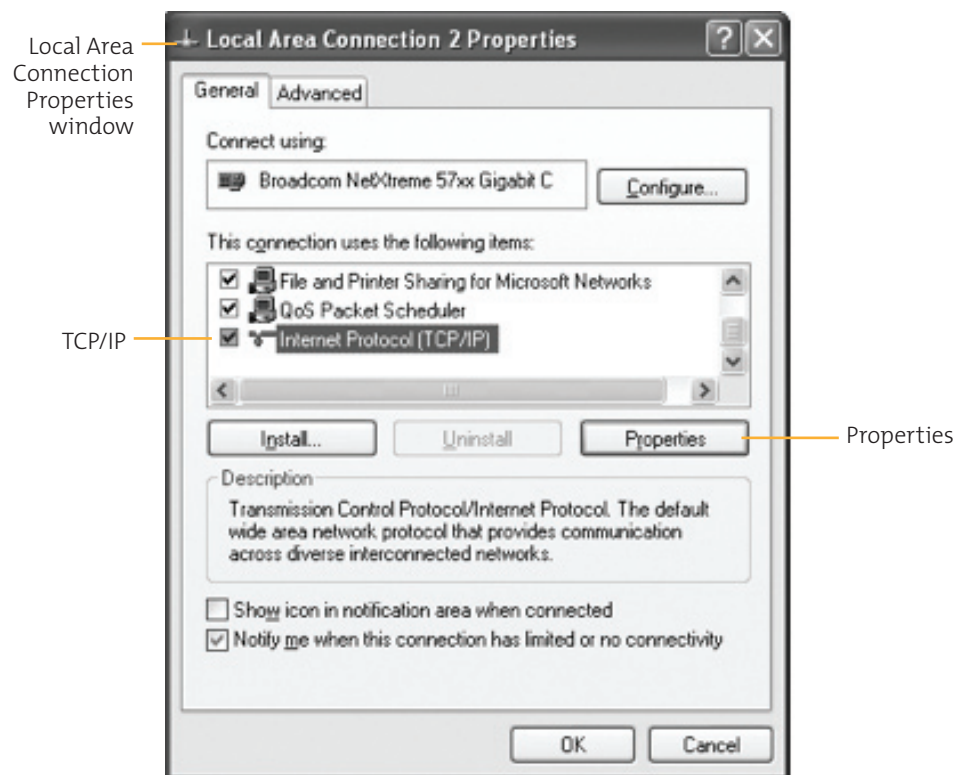 Local Area
Connection
Properties
window
Local Area Connection 2 Properties
General
Advanced
Connect using:
Broadcom NetXtreme 57xx Gigabit C
Configure...
This connection uses the following items:
File and Printer Sharing for Microsoft Networks
QoS Packet Scheduler
TCP/IP
Internet Protocol (TCP/IP)
Install...
Uninstall
Properties
Properties
Description
Transmission Control Protocol/Internet Protocol. The default
wide area network protocol that provides communication
across diverse interconnected networks.
Show icon in notification area when connected
Notify me when this connection has limited or no connectivity
OK
Cancel